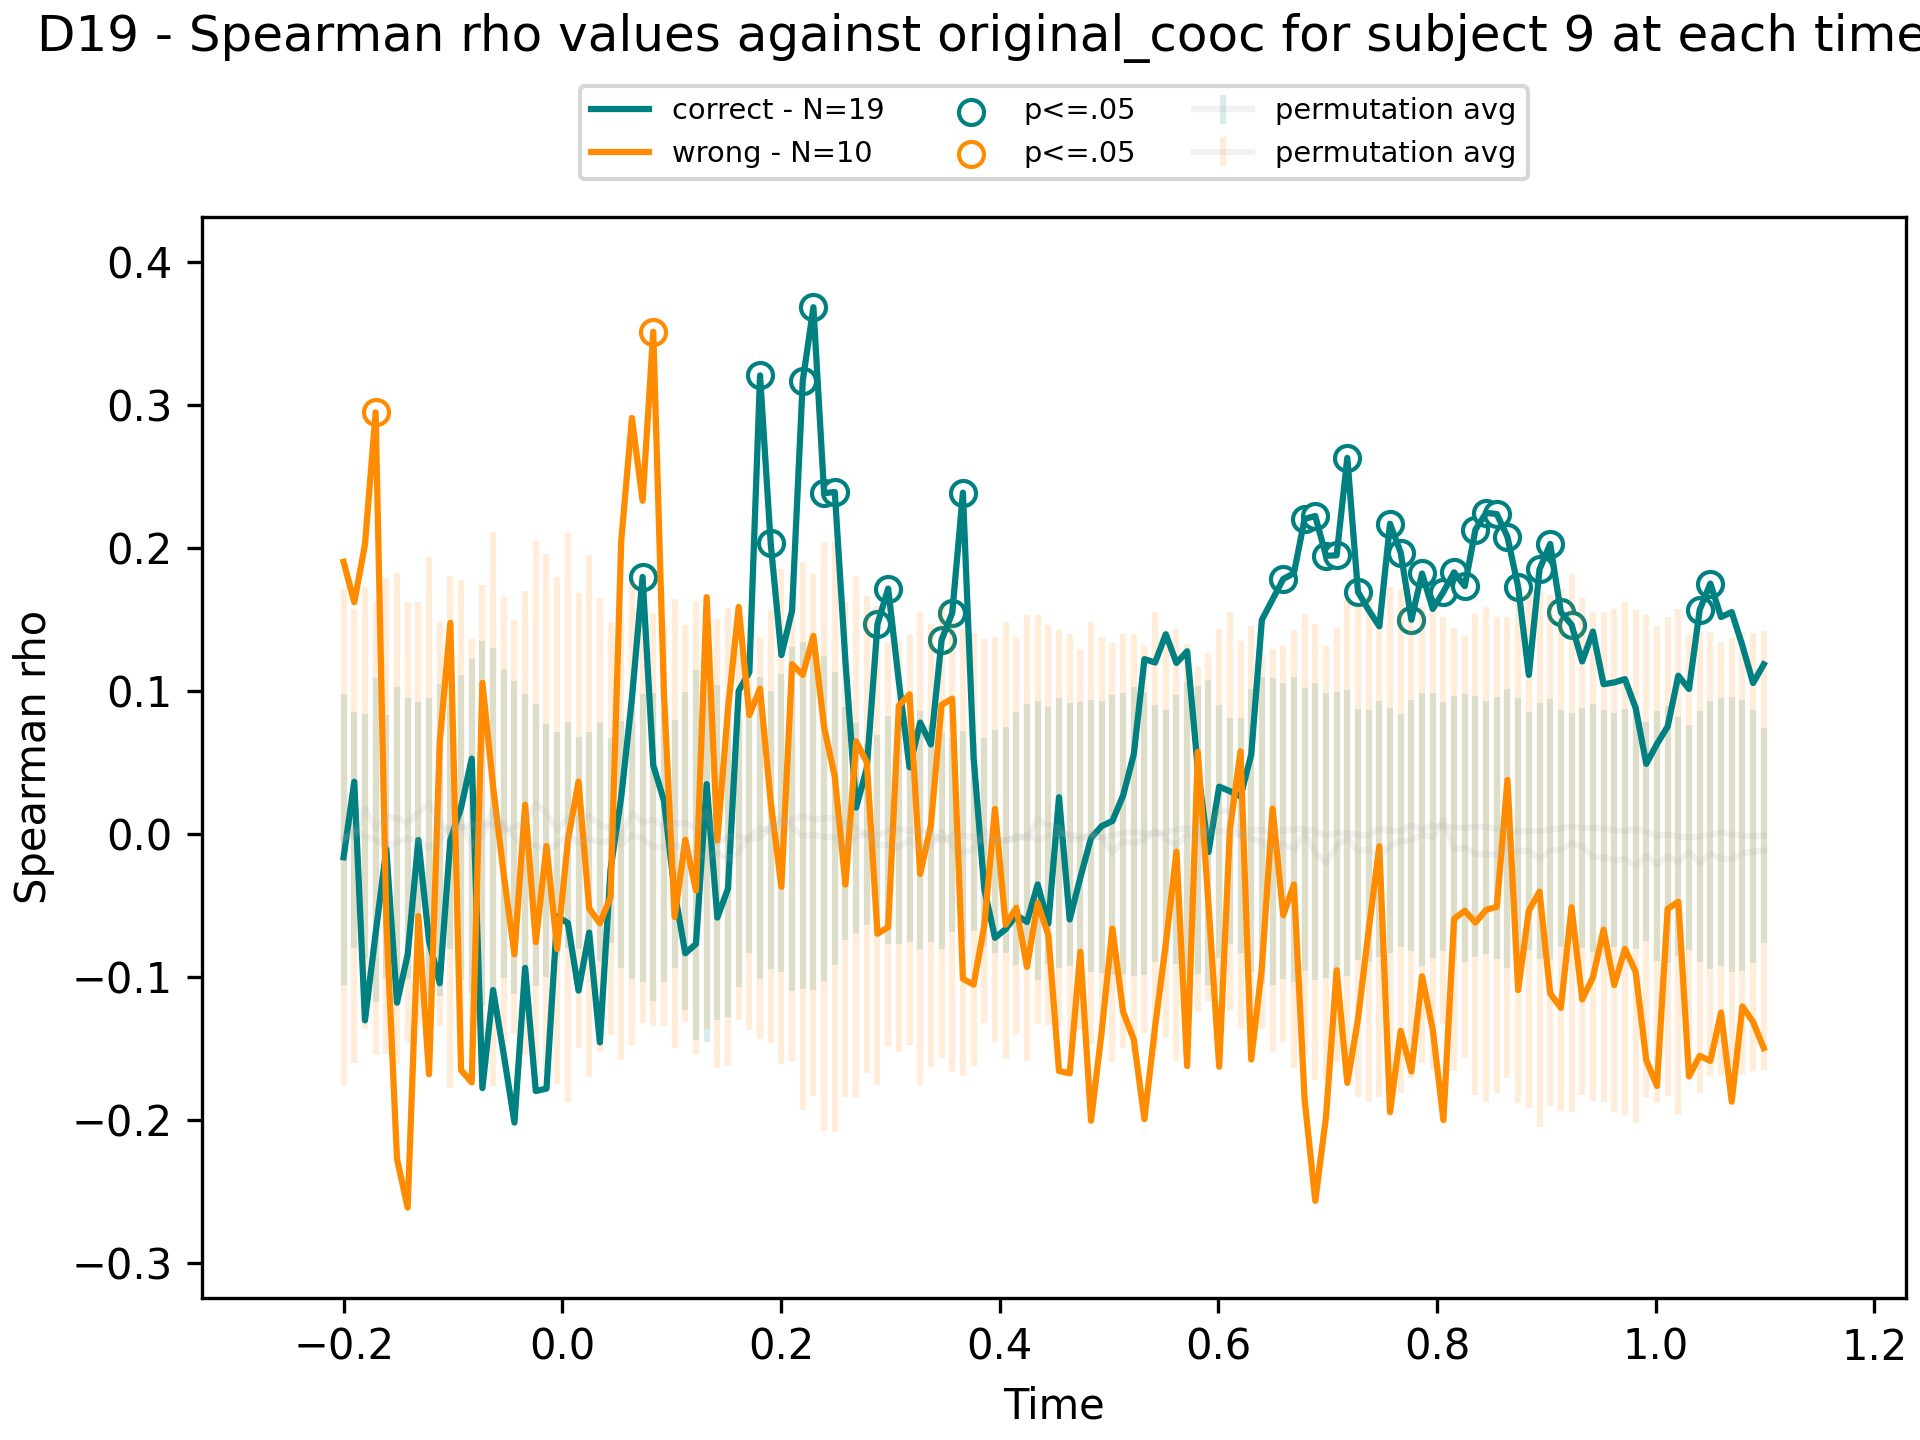 D19 - Spearman rho values against original_cooc for subject 9 at each time
correct - N=19
wrong - N=10
p<=.05
p<=.05
permutation avg
permutation avg
Spearman rho
0.4
0.3
0.2
0.1
0.0
−0.1
−0.2
−0.3
−0.2
0.0
0.2
0.4
0.6
0.8
1.0
1.2
Time